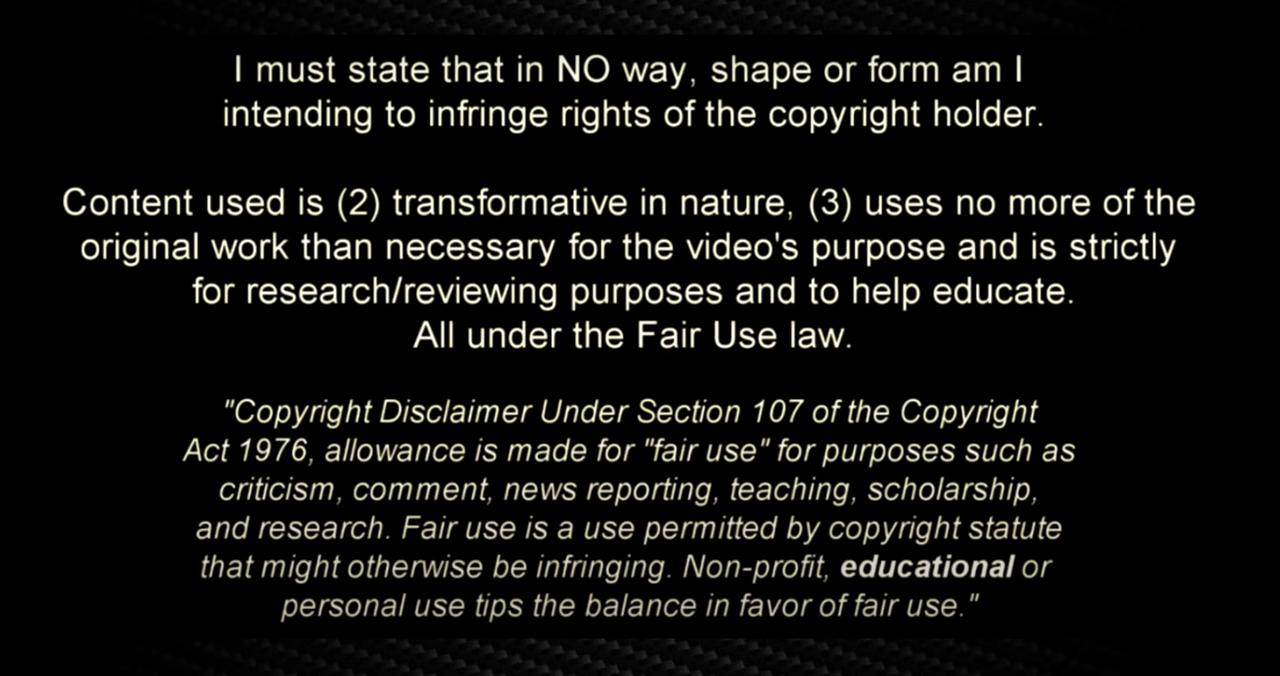 I must state that in NO way, shape or form am I
intending to infringe rights of the copyright holder.
Content used is (2) transformative in nature, (3) uses no more of the
original work than necessary for the video's purpose and is strictly
for research/reviewing purposes and to help educate.
All under the Fair Use law.
"Copyright Disclaimer Under Section 107 of the Copyright
Act 1976, allowance is made for "fair use" for purposes such as
criticism, comment, news reporting, teaching, scholarship,
and research. Fair use is a use permitted by copyright statute
that might otherwise be infringing. Non-profit, educational or
personal use tips the balance in favor of fair use."